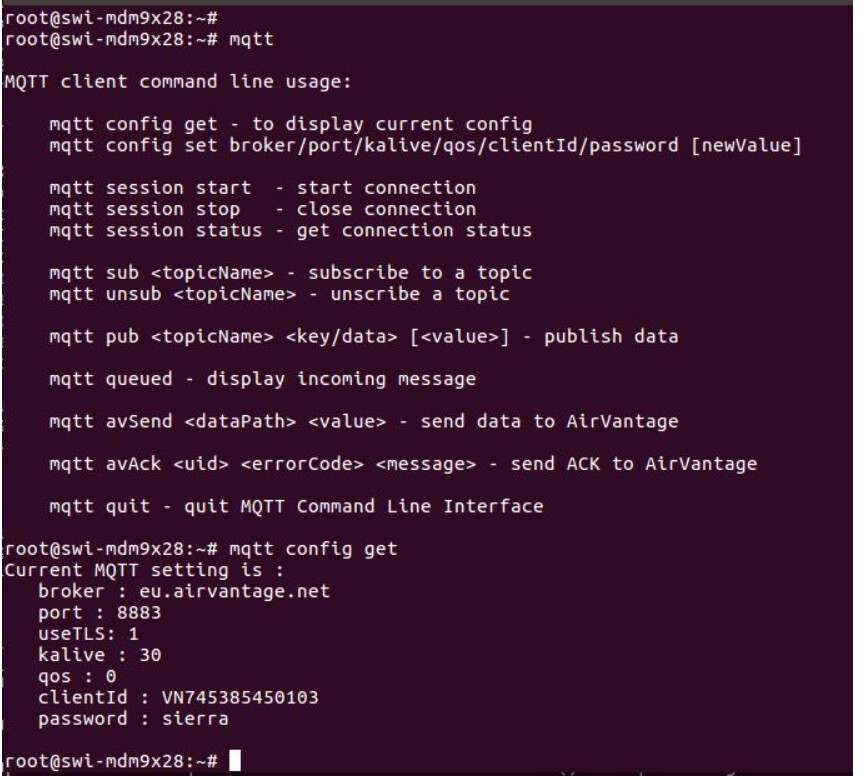 root@swi-mdm9x28:~#
root@swi-mdm9x28:~# mqtt
MQTT client command line usage:
mqtt config get - to display current config
mqtt config set broker/port/kalive/qos/clientId/password [newValue]
mqtt session start  - start connection
mqtt session stop   - close connection
mqtt session status - get connection status
mqtt sub <topicName> - subscribe to a topic
mqtt unsub <topicName> - unscribe a topic
mqtt pub <topicName> <key/data> [<value>] - publish data
mqtt queued - display incoming message
mqtt avSend <dataPath> <value> - send data to AirVantage
mqtt avAck <uid> <errorCode> <message> - send ACK to AirVantage
mqtt quit - quit MQTT Command Line Interface
root@swi-mdm9x28:~# mqtt config get
Current MQTT setting is :
broker : eu.airvantage.net
port : 8883
useTLS: 1
kalive : 30
qos : 0
clientId : VN745385450103
password : sierra
root@swi-mdm9x28:~#